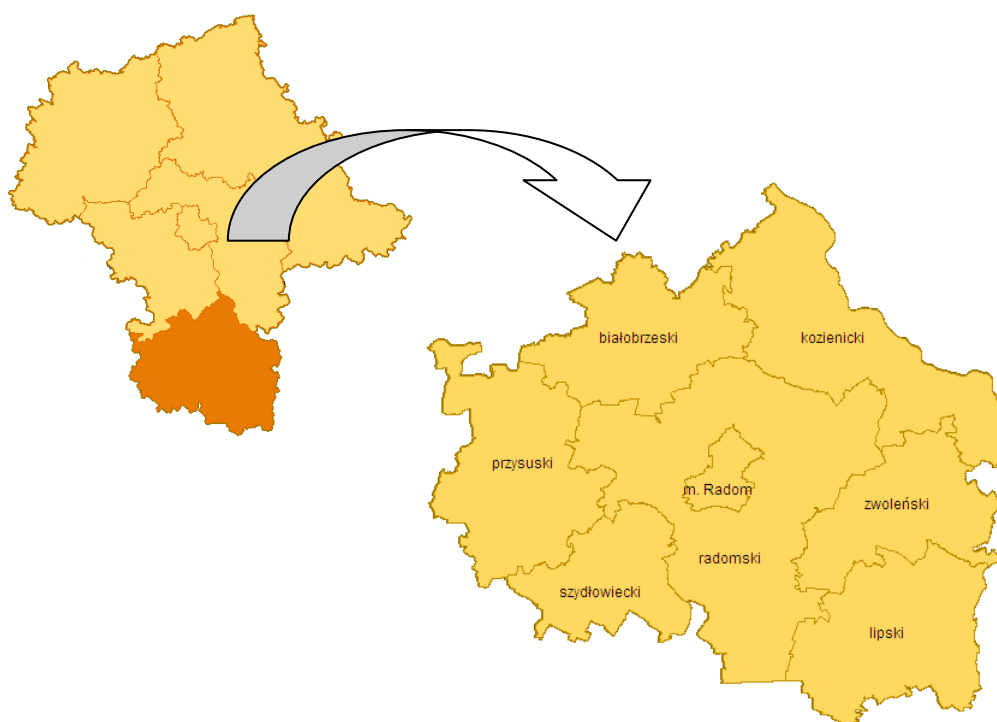 białobrzeski
kozienicki
przysuski
m. Radom
zwoleński
radomski
szydłowiecki
lipski